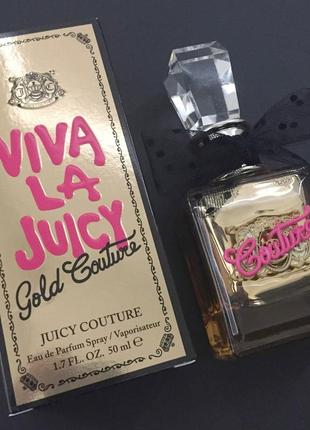 VIVA
LA
JUICY
Gold Couture
JUICY COUTURE
Eau de Parfum Spray / Vaporisateur
1.7 FL. OZ. 50 ml e
Couture